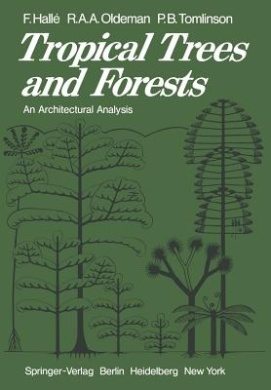 F. Hallé R.A.A. Oldeman P.B. Tomlinson
Tropical Trees
and Forests
An Architectural Analysis
Springer-Verlag Berlin Heidelberg New York